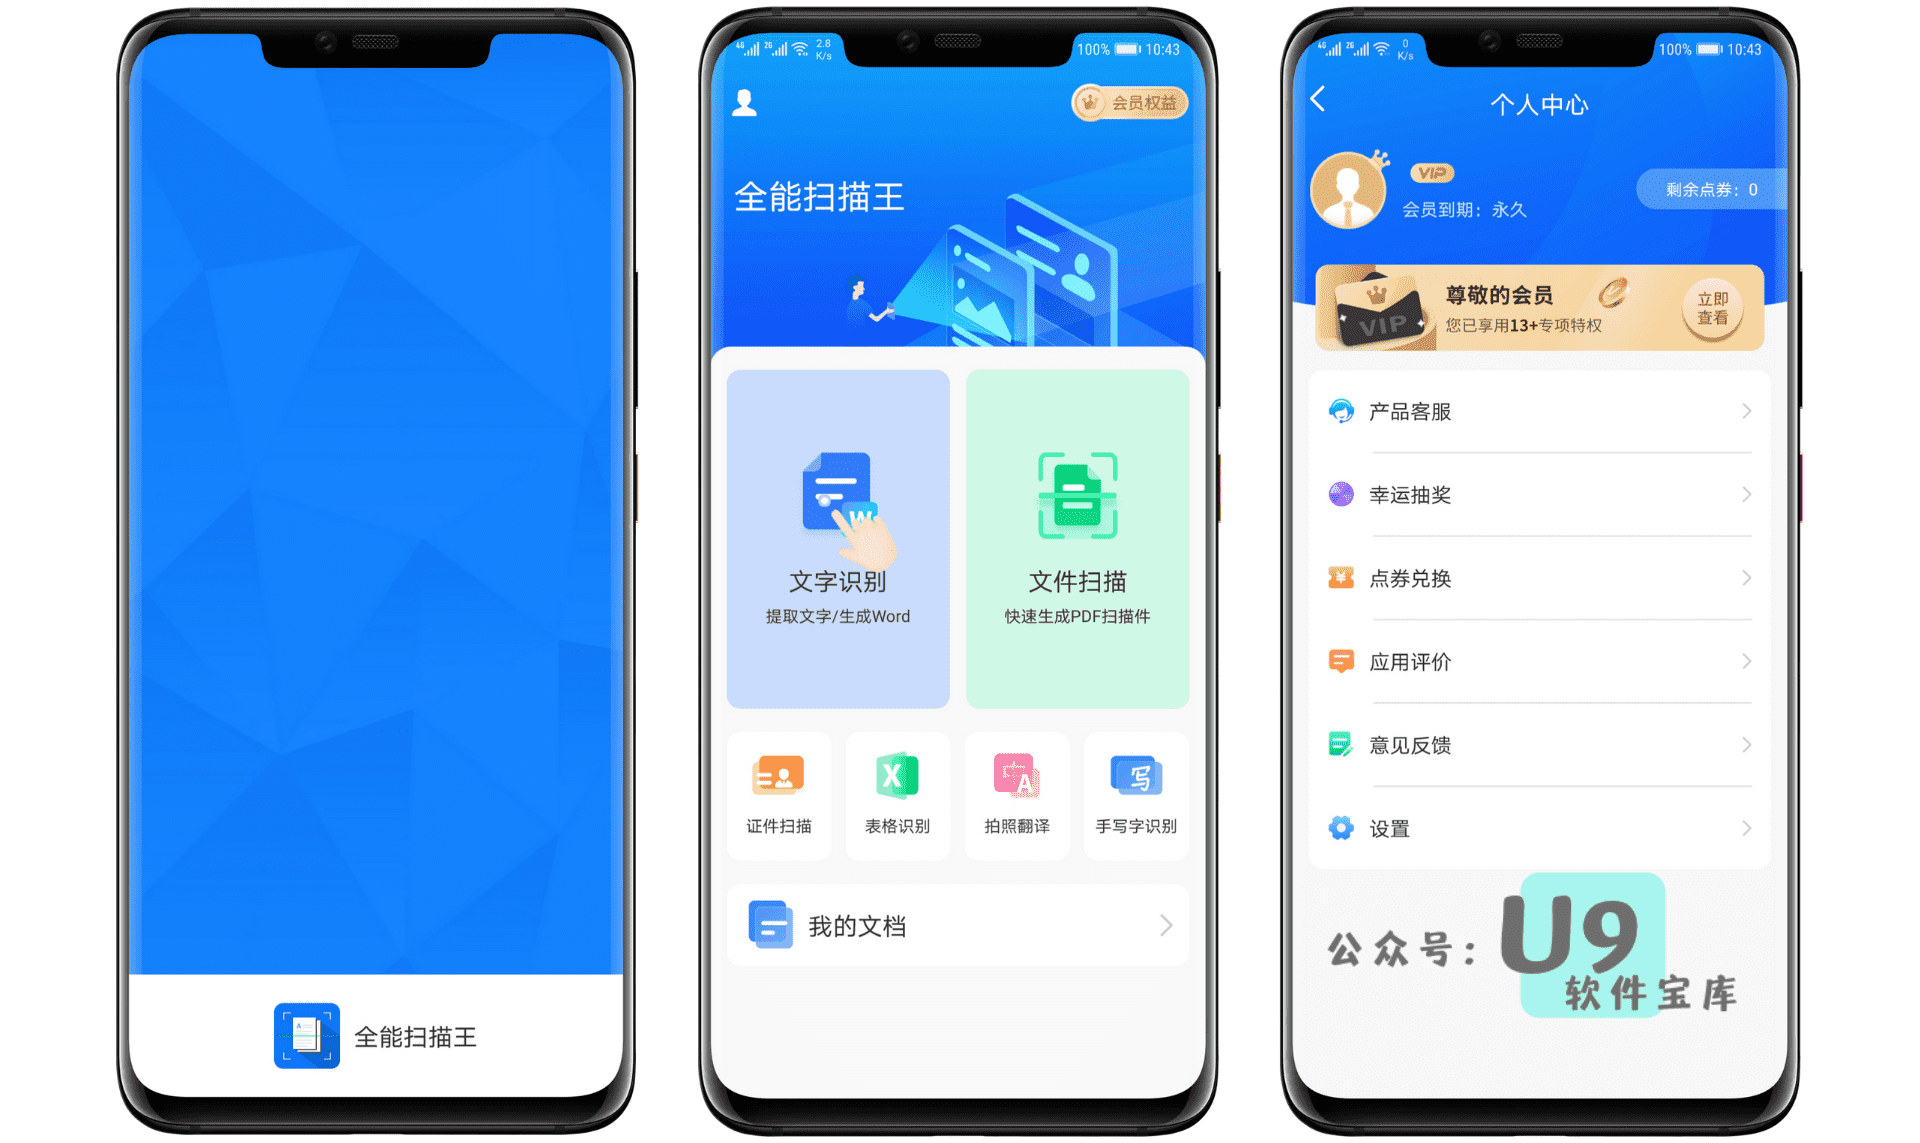 全能扫描王
4G 2G 2.8 K/s 100% 10:43
会员权益
全能扫描王
文字识别
提取文字/生成Word
文件扫描
快速生成PDF扫描件
证件扫描
表格识别
拍照翻译
手写字识别
我的文档
4G 2G 0 K/s 100% 10:43
个人中心
VIP
会员到期：永久
剩余点券：0
VIP
尊敬的会员
您已享用13+专项特权
立即
查看
产品客服
幸运抽奖
点券兑换
应用评价
意见反馈
设置
公众号：U9
软件宝库